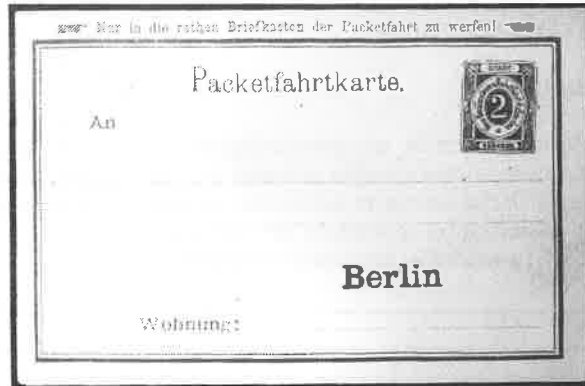 Nur in die rothen Briefkasten der Packetfahrt zu werfen!
Packetfahrtkarte.
2
An
Berlin
Wohnung: